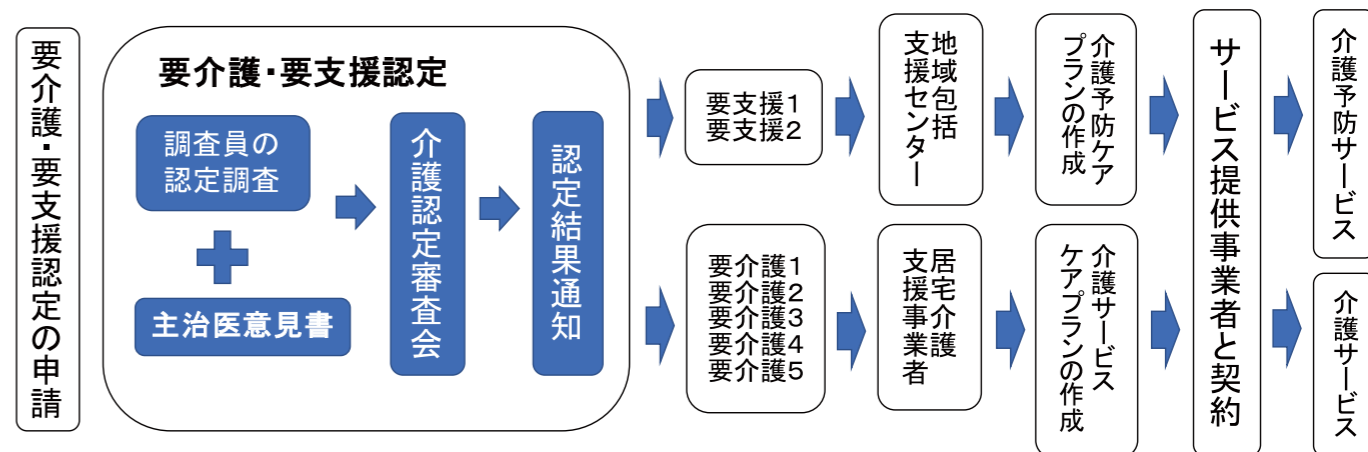 要介護・要支援認定の申請
要介護・要支援認定
調査員の
認定調査
主治医意見書
介護認定審査会
認定結果通知
要支援１
要支援２
地域包括
支援センター
介護予防ケア
プランの作成
要介護１
要介護２
要介護３
要介護４
要介護５
居宅介護
支援事業者
介護サービス
ケアプランの作成
サービス提供事業者と契約
介護予防サービス
介護サービス